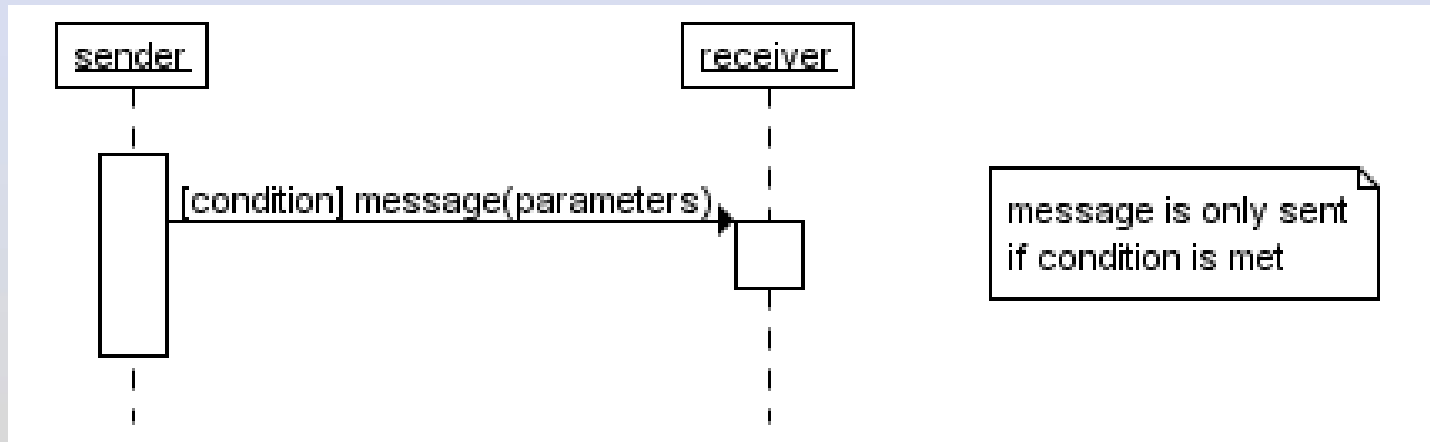 sender
receiver
[condition] message(parameters)
message is only sent
if condition is met